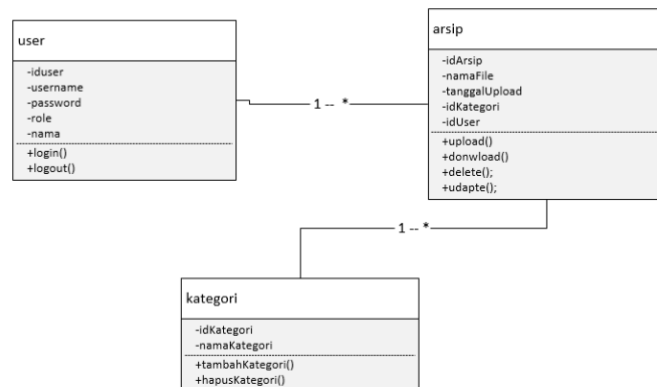 user
-iduser
-username
-password
-role
-nama
+login()
+logout()
1 -- *
arsip
-idArsip
-namaFile
-tanggalUpload
-idKategori
-idUser
+upload()
+donwload()
+delete();
+udapte();
1 -- *
kategori
-idKategori
-namaKategori
+tambahKategori()
+hapusKategori()